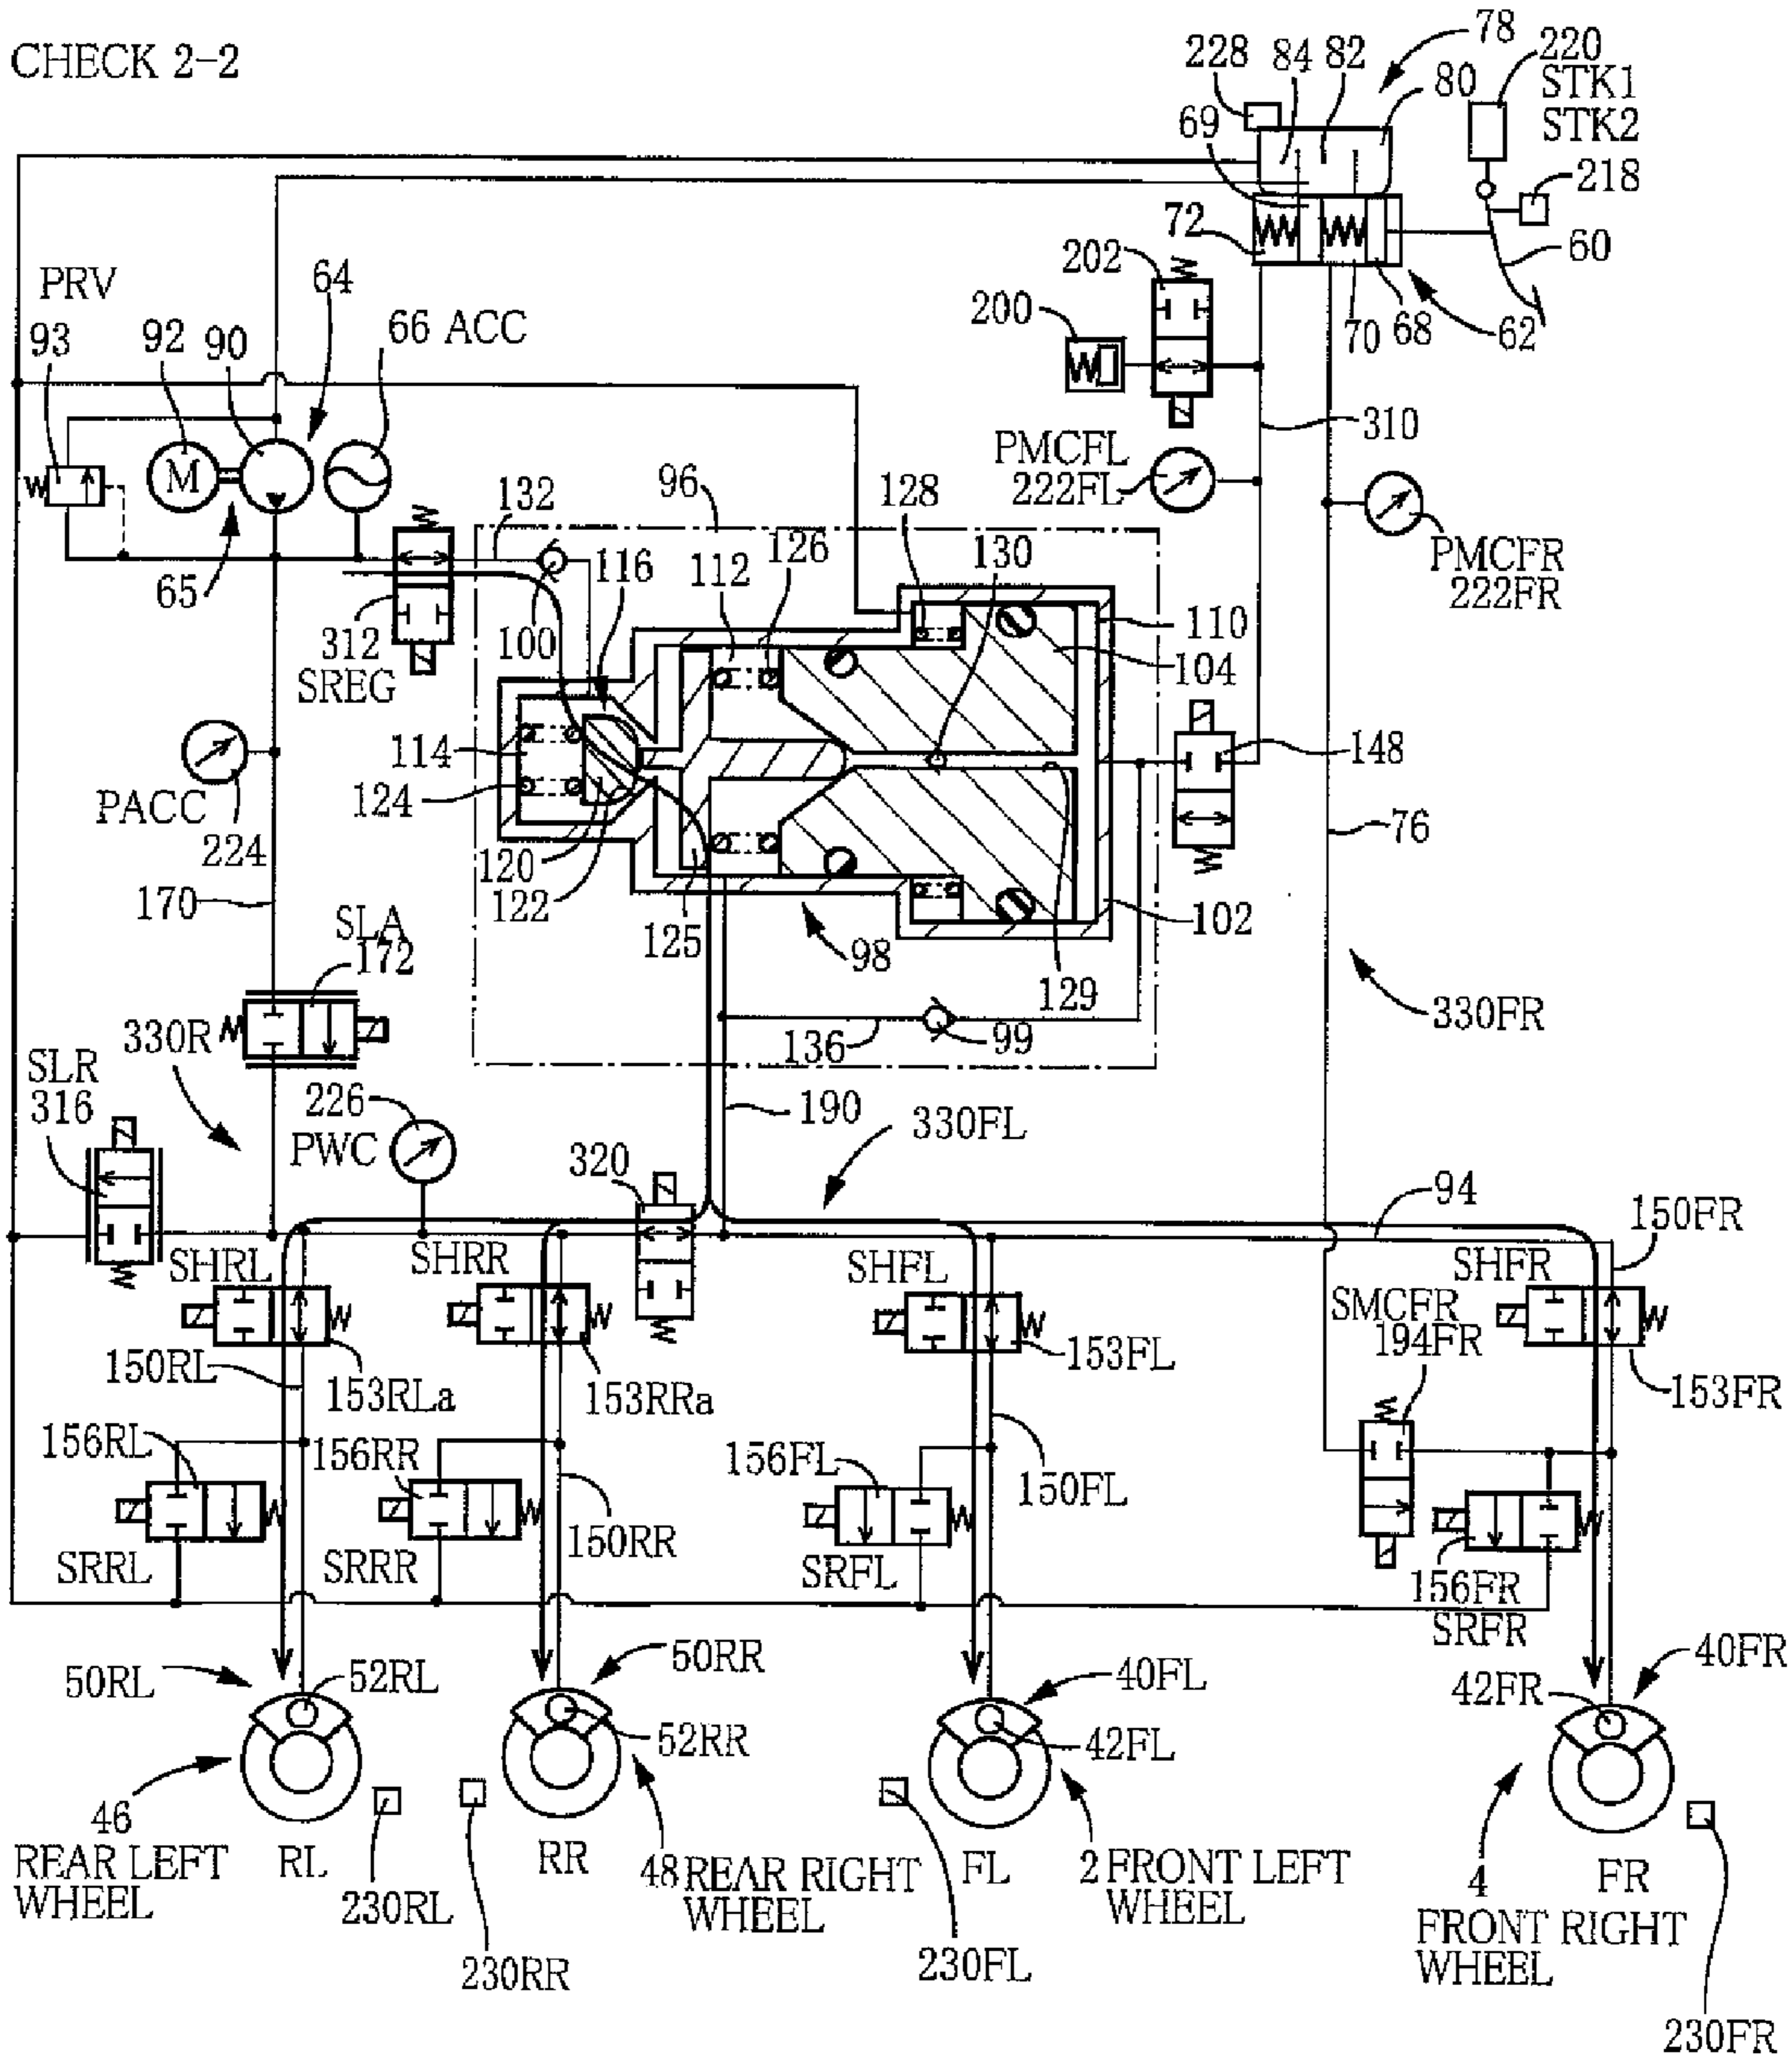 CHECK 2-2
78
220
STK1
STK2
228
84
82
80
69
218
72
60
202
200
70
68
62
PRV
93
92
90
64
66 ACC
M
310
PMCFL
222FL
96
132
128
126
112
116
130
PMCFR
222FR
65
312
SREG
100
110
104
114
124
148
PACC
224
120
122
76
170
125
98
102
129
SLA
172
330R
330FR
136
99
SLR
316
226
PWC
190
330FL
320
94
150FR
SHRL
SHRR
SHFL
SHFR
SMCFR
194FR
150RL
153RLa
153RRa
153FL
153FR
156RL
156RR
156FL
150FL
150RR
SRRL
SRRR
SRFL
156FR
SRFR
50RL
52RL
50RR
52RR
40FL
42FL
40FR
42FR
46
REAR LEFT
WHEEL
RL
230RL
RR
48 REAR RIGHT
WHEEL
230RR
FL
2 FRONT LEFT
WHEEL
230FL
4
FRONT RIGHT
WHEEL
FR
230FR